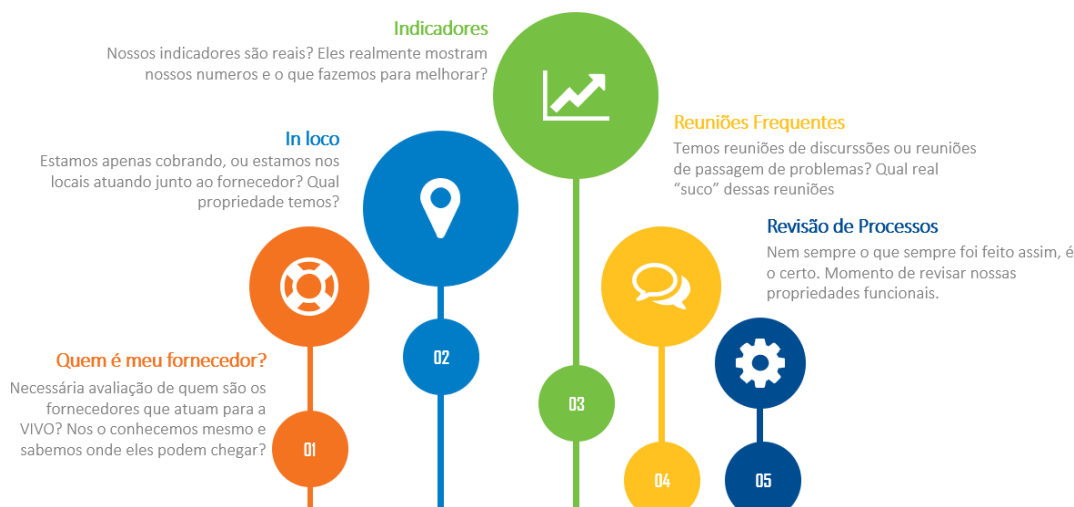 Indicadores
Nossos indicadores são reais? Eles realmente mostram
nossos numeros e o que fazemos para melhorar?
In loco
Estamos apenas cobrando, ou estamos nos
locais atuando junto ao fornecedor? Qual
propriedade temos?
Reuniões Frequentes
Temos reuniões de discurssões ou reuniões
de passagem de problemas? Qual real
“suco” dessas reuniões
Revisão de Processos
Nem sempre o que sempre foi feito assim, é
o certo. Momento de revisar nossas
propriedades funcionais.
Quem é meu fornecedor?
Necessária avaliação de quem são os
fornecedores que atuam para a
VIVO? Nos o conhecemos mesmo e
sabemos onde eles podem chegar?
01
02
03
04
05